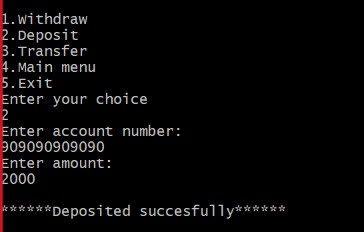 1.Withdraw
2.Deposit
3.Transfer
4.Main menu
5.Exit
Enter your choice
2
Enter account number:
909090909090
Enter amount:
2000
******Deposited succesfully******